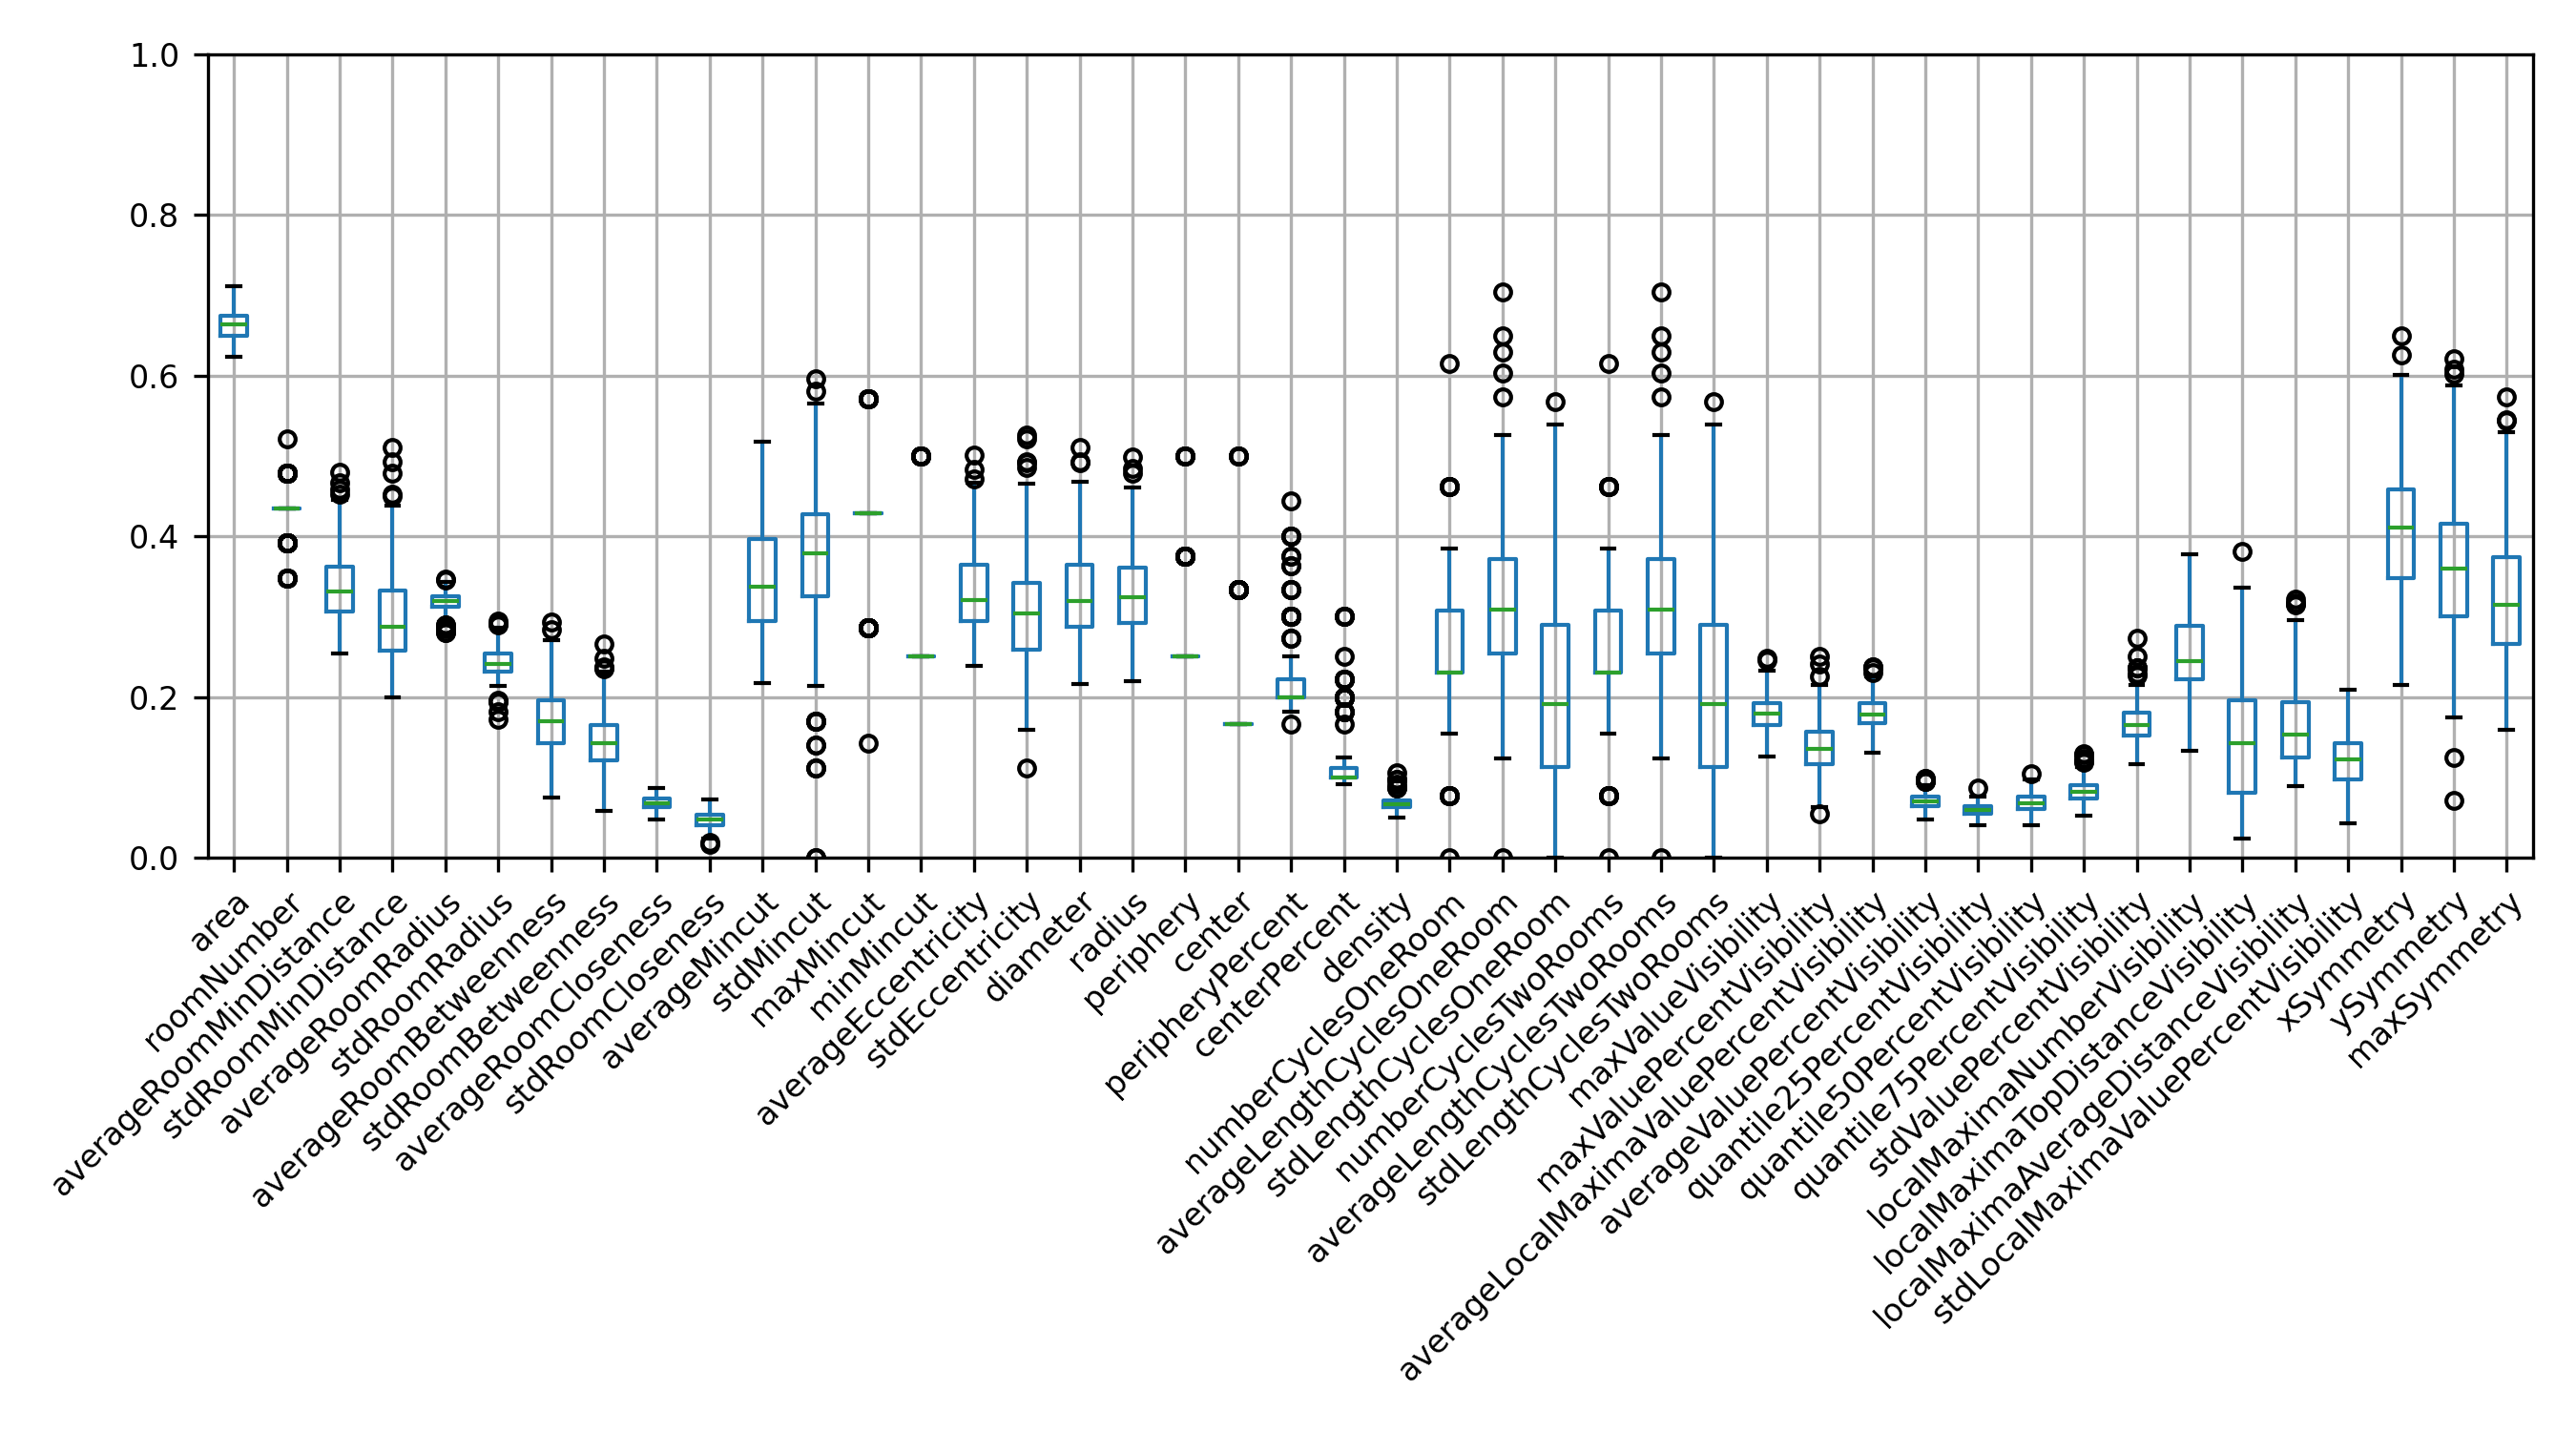 1.0
0.8
0.6
0.4
0.2
0.0
area
roomNumber
averageRoomMinDistance
stdRoomMinDistance
averageRoomRadius
stdRoomRadius
averageRoomBetweenness
stdRoomBetweenness
averageRoomCloseness
stdRoomCloseness
averageMincut
stdMincut
maxMincut
minMincut
averageEccentricity
stdEccentricity
diameter
radius
periphery
center
peripheryPercent
centerPercent
density
numberCyclesOneRoom
averageLengthCyclesOneRoom
stdLengthCyclesOneRoom
numberCyclesTwoRooms
averageLengthCyclesTwoRooms
stdLengthCyclesTwoRooms
maxValueVisibility
maxValuePercentVisibility
averageLocalMaximaValuePercentVisibility
averageValuePercentVisibility
quantile25PercentVisibility
quantile50PercentVisibility
quantile75PercentVisibility
stdValuePercentVisibility
localMaximaNumberVisibility
localMaximaTopDistanceVisibility
localMaximaAverageDistanceVisibility
stdLocalMaximaValuePercentVisibility
xSymmetry
ySymmetry
maxSymmetry